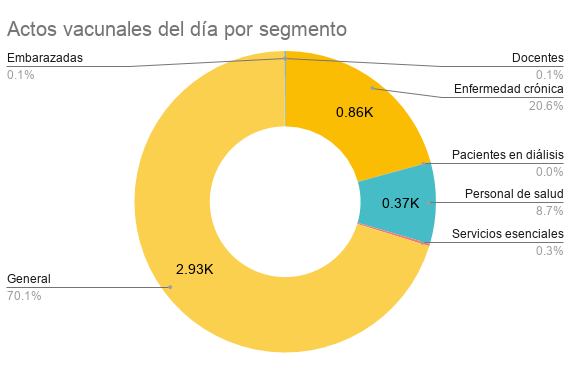 Actos vacunales del día por segmento
Embarazadas
0.1%
Docentes
0.1%
Enfermedad crónica
20.6%
0.86K
Pacientes en diálisis
0.0%
Personal de salud
8.7%
0.37K
Servicios esenciales
0.3%
2.93K
General
70.1%